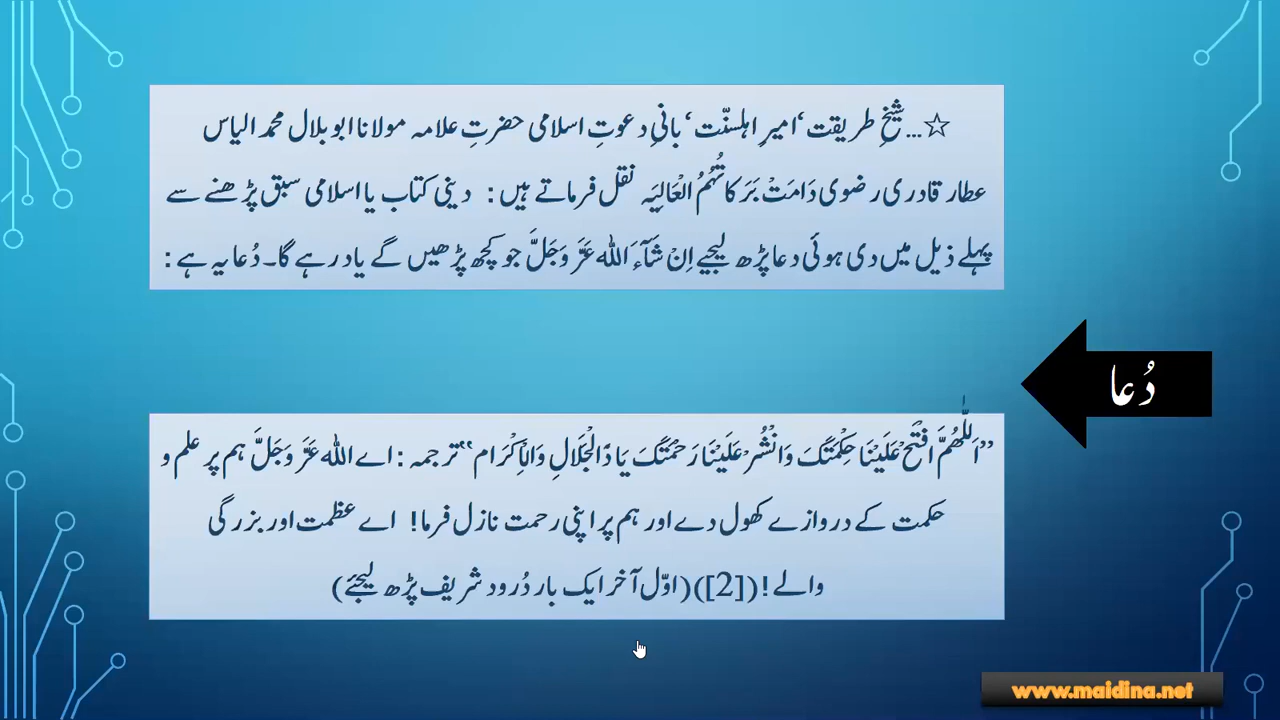 ☆...شیخِ طریقت ‘امیرِ اہلسنّت ‘ بانیِ دعوتِ اسلامی حضرتِ علامہ مولانا ابو بلال محمد الیاس
عطار قادری رضوی دَامَتْ بَرَکَاتُہُمُ الْعَالِیَہ نقل فرماتے ہیں : دینی کتاب یا اسلامی سبق پڑھنے سے
پہلے ذیل میں دی ہوئی دعا پڑھ لیجیے اِنْ شَآءَ اللہ عَزَّ وَجَلَّ جو کچھ پڑھیں گے یاد رہے گا۔ دُعا یہ ہے :
دُعا
”اَللّٰھُمَّ افْتَحْ عَلَیْنَا حِکْمَتَکَ وَانْشُرْ عَلَیْنَا رَحْمَتَکَ یَا ذَالْجَلَالِ وَالْاِکْرَام“ ترجمہ : اے اللہ عَزَّ وَجَلَّ ہم پر علم و
حکمت کے دروازے کھول دے اور ہم پر اپنی رحمت نازل فرما! اے عظمت اور بزرگی
والے !([2])(اوّل آخر ایک بار دُرود شریف پڑھ لیجئے)
www.maidina.net